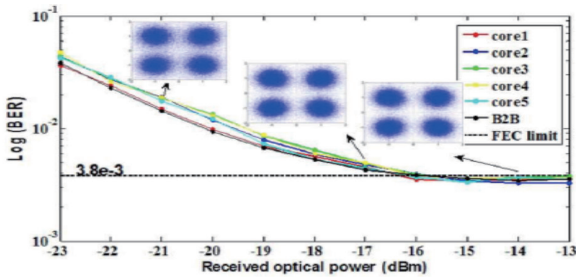 10⁻¹
10⁻²
10⁻³
Log (BER)
3.8e-3
core1
core2
core3
core4
core5
B2B
FEC limit
-23 -22 -21 -20 -19 -18 -17 -16 -15 -14 -13
Received optical power (dBm)